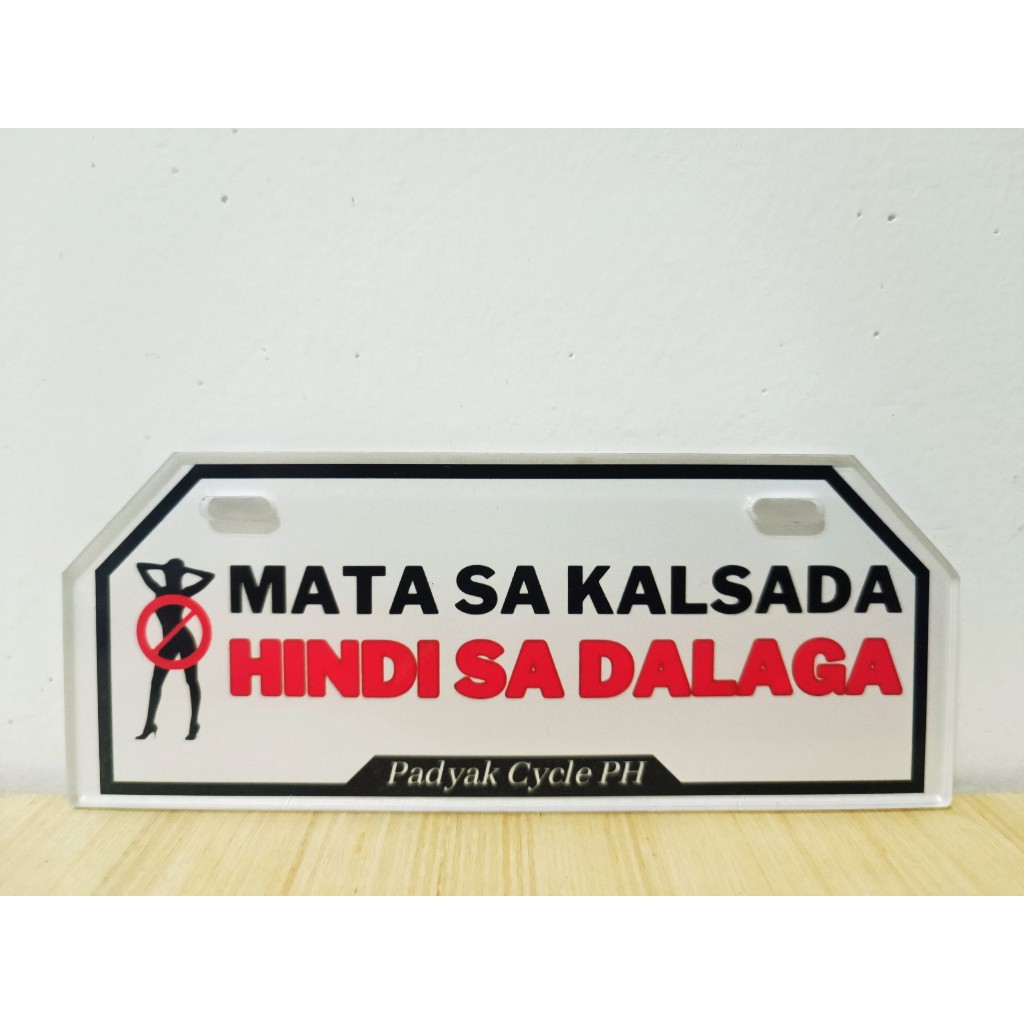 MATA SA KALSADA
HINDI SA DALAGA
Padyak Cycle PH